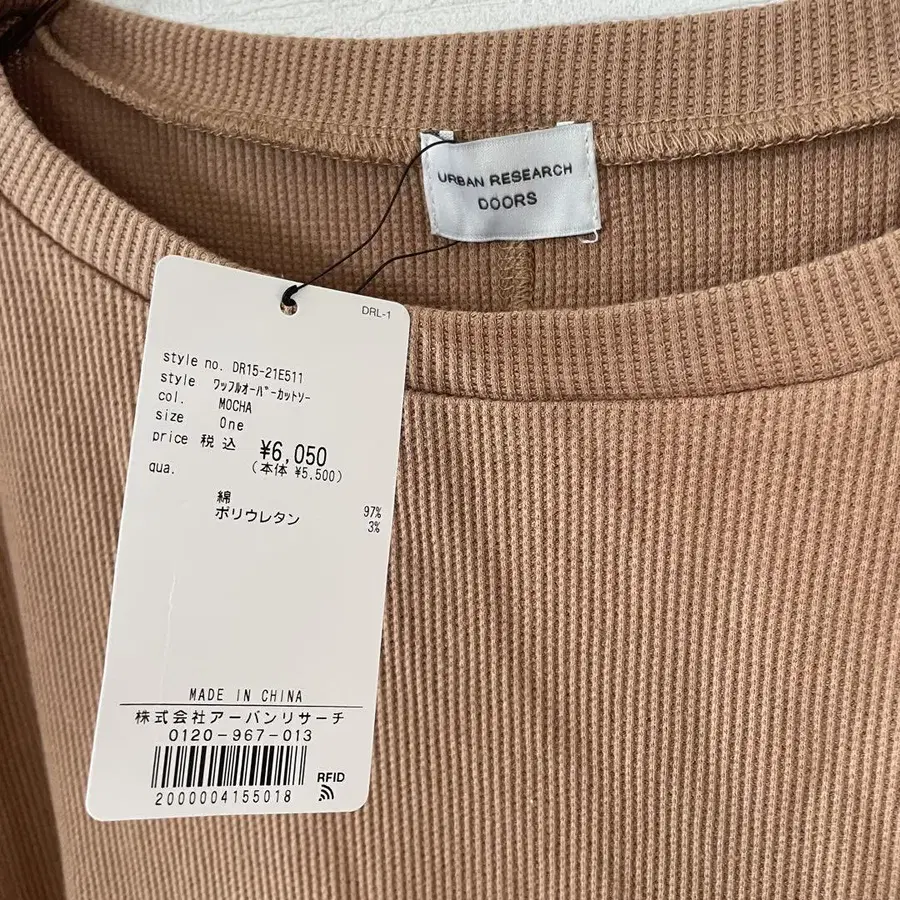 URBAN RESEARCH
DOORS
DRL-1
style no. DR15-21E511
style ワッフルオーバーカットソー
col. MOCHA
size One
price 税込 ¥6,050
(本体 ¥5,500)
qua.
綿 97%
ポリウレタン 3%
MADE IN CHINA
株式会社アーバンリサーチ
0120-967-013
RFID
2000004155018